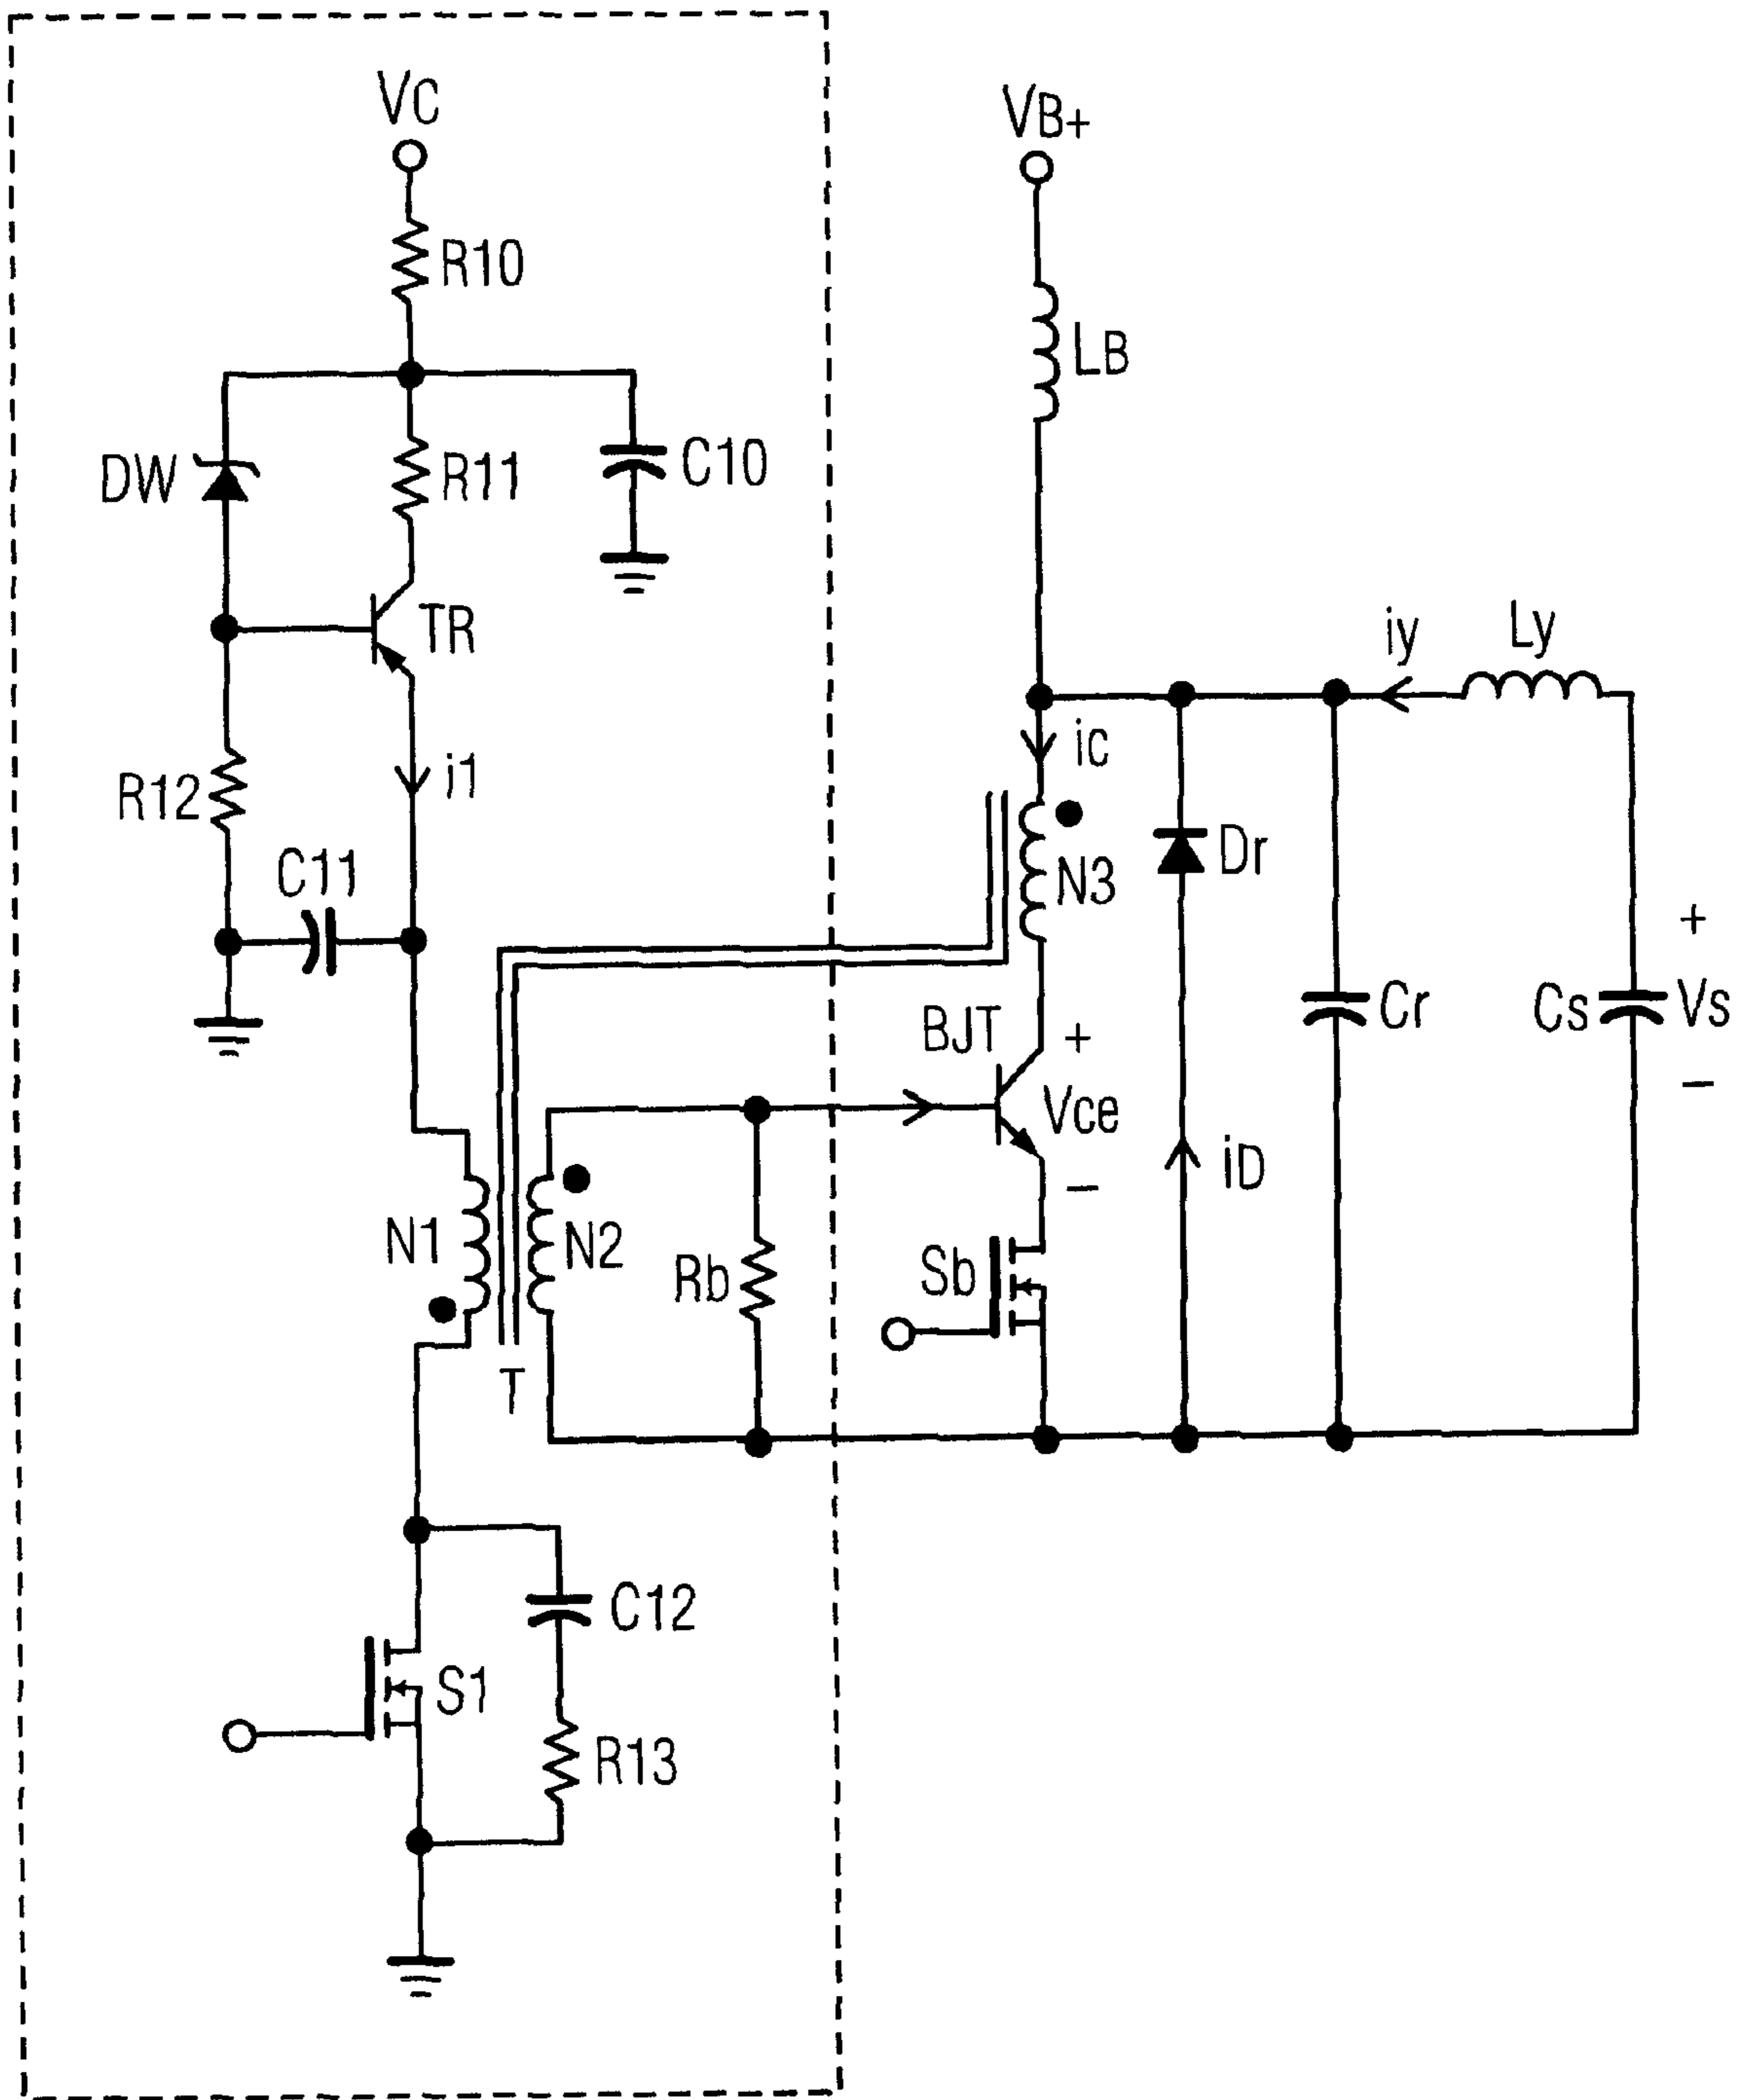 VC
VB+
R10
LB
DW
R11
C10
TR
iy
Ly
ic
i1
R12
C11
N3
Dr
+
Cr
Cs
Vs
BJT
+
Vce
−
iD
−
N1
N2
Rb
Sb
T
C12
S1
R13